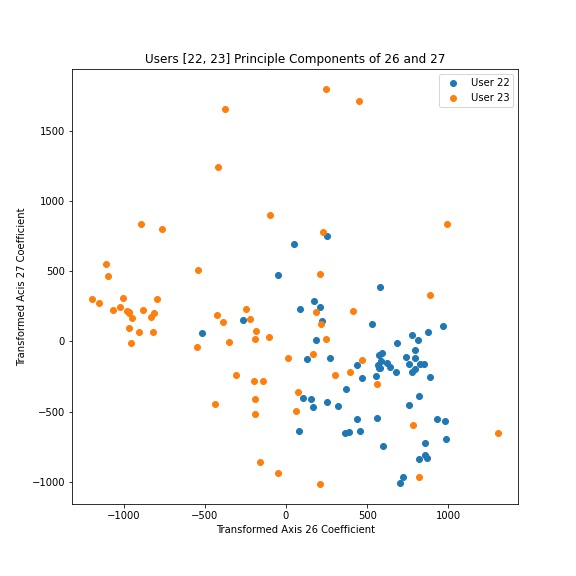 Users [22, 23] Principle Components of 26 and 27
User 22
User 23
Transformed Acis 27 Coefficient
1500
1000
500
0
−500
−1000
−1000
−500
0
500
1000
Transformed Axis 26 Coefficient